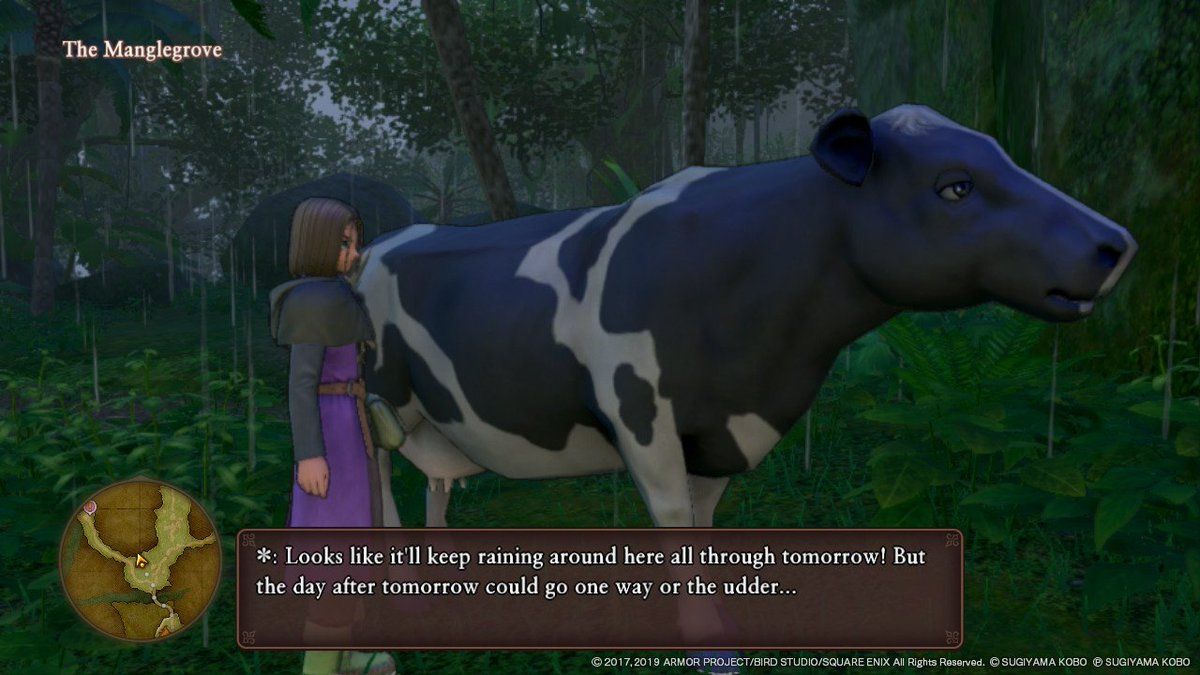 The Manglegrove
*: Looks like it'll keep raining around here all through tomorrow! But
the day after tomorrow could go one way or the udder...
© 2017, 2019 ARMOR PROJECT/BIRD STUDIO/SQUARE ENIX All Rights Reserved. © SUGIYAMA KOBO ℗ SUGIYAMA KOBO